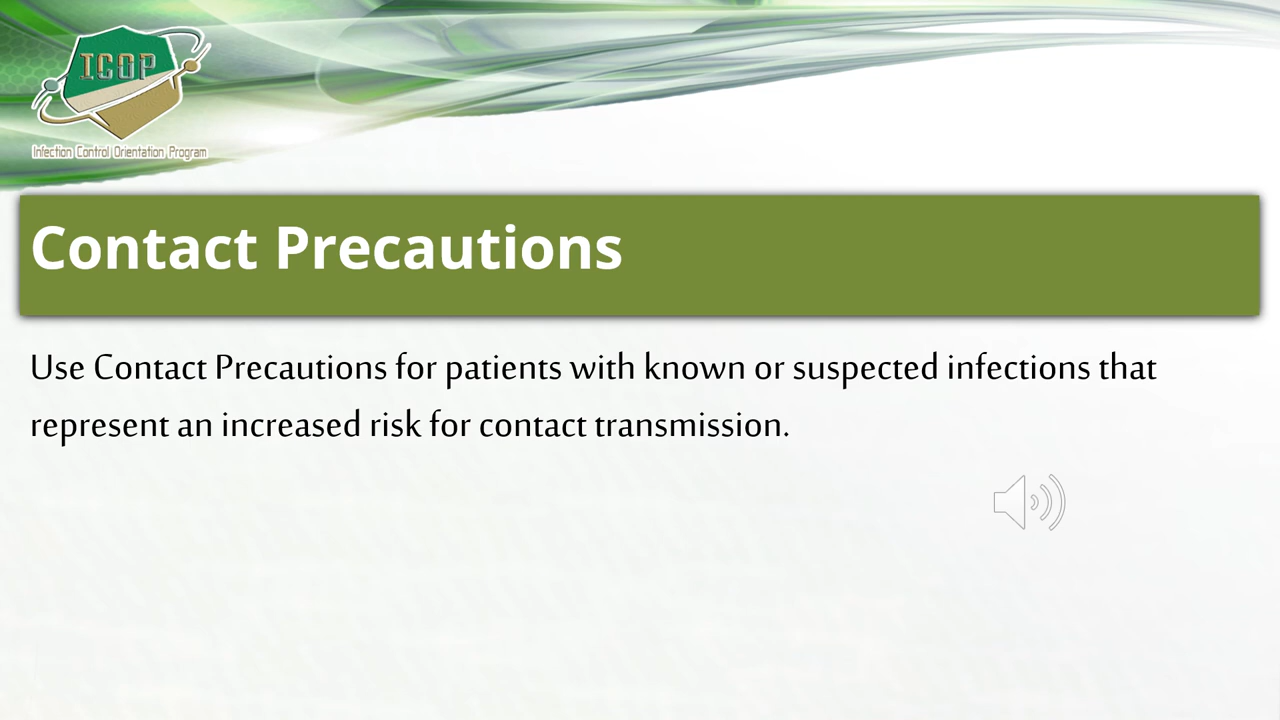 ICOP
Infection Control Orientation Program
Contact Precautions
Use Contact Precautions for patients with known or suspected infections that
represent an increased risk for contact transmission.